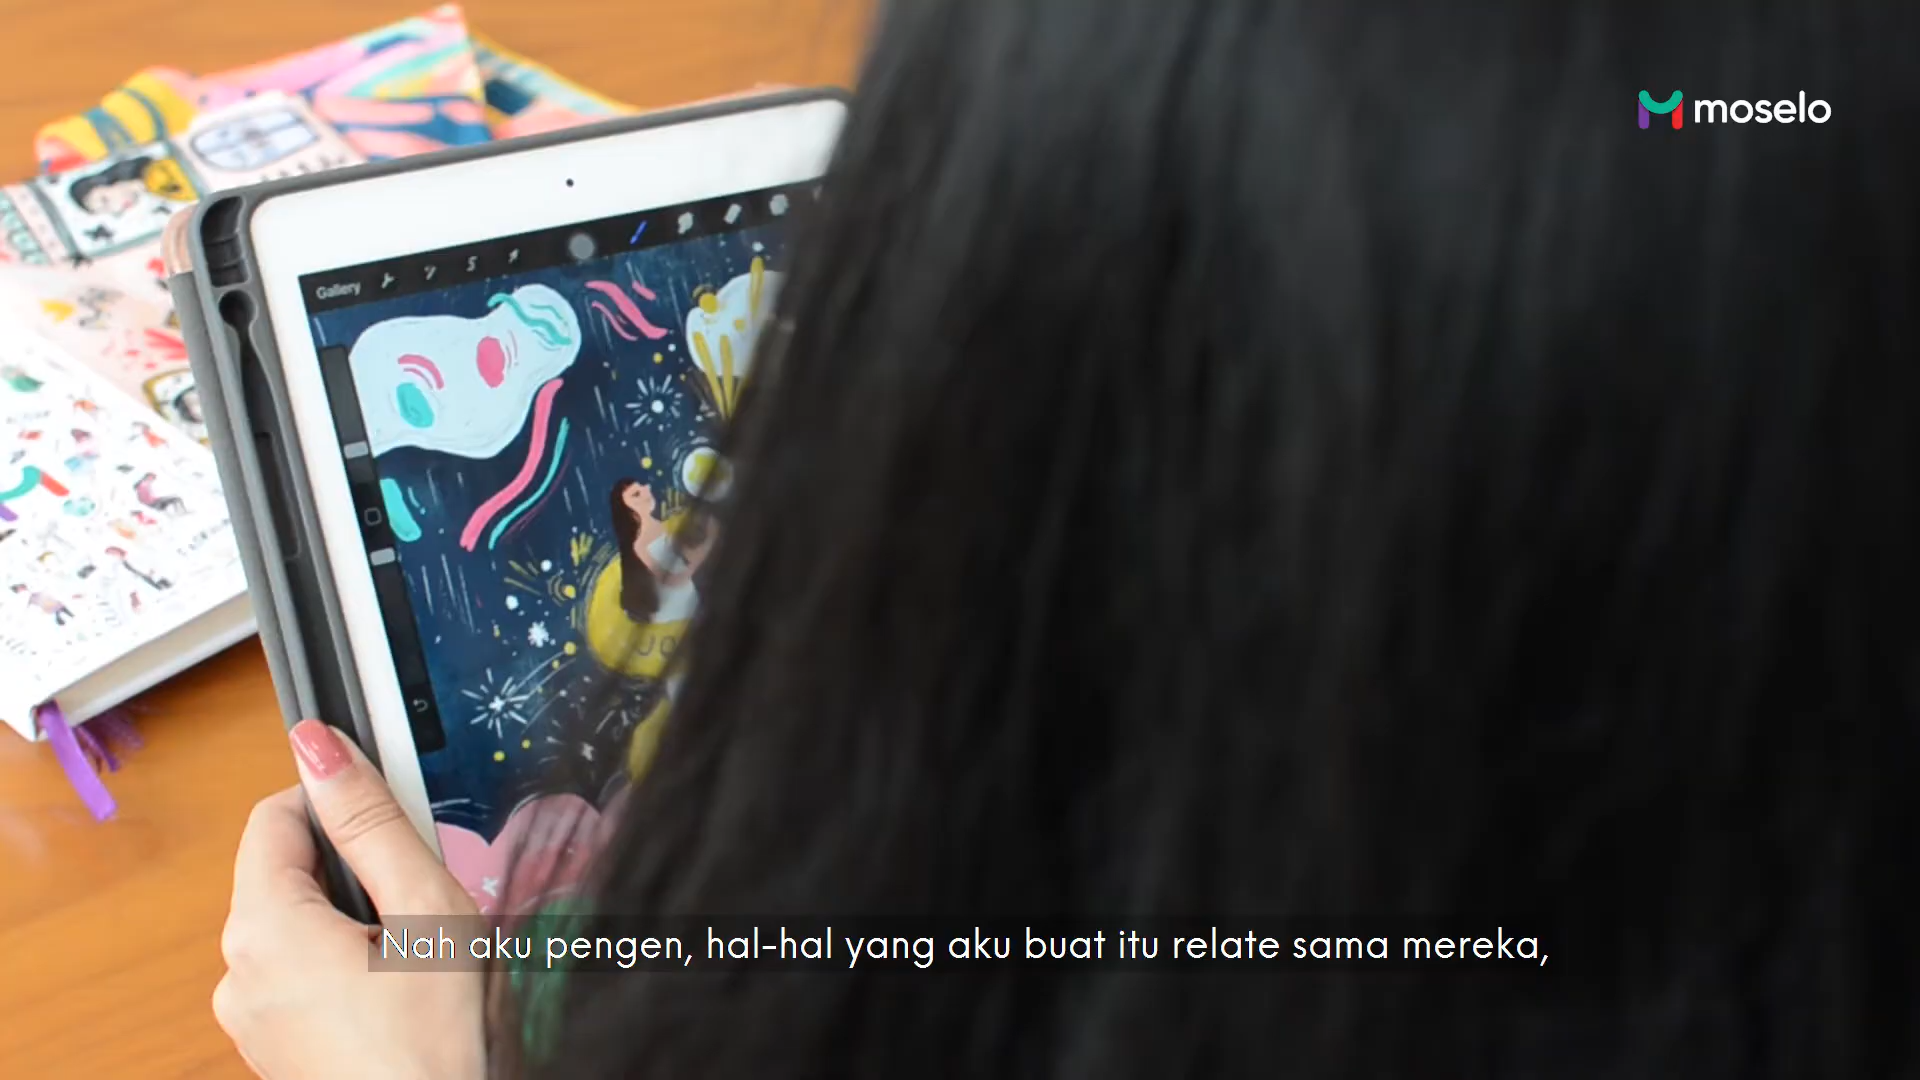 moselo
Gallery
Nah aku pengen, hal-hal yang aku buat itu relate sama mereka,